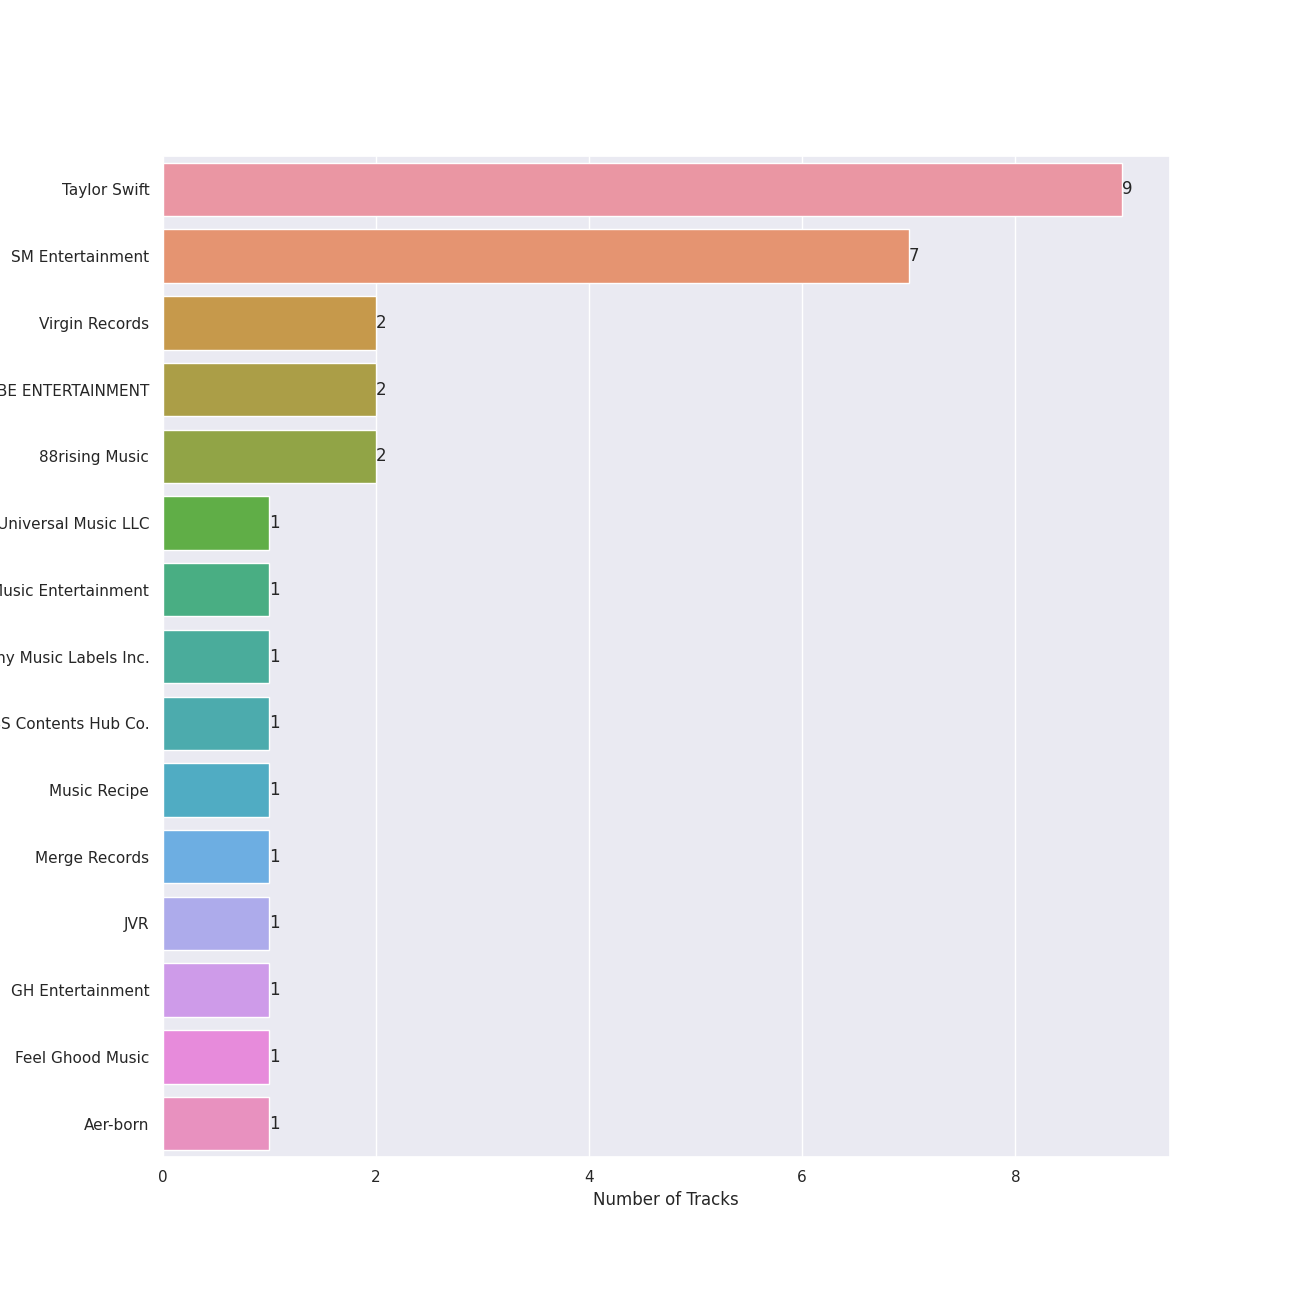 Taylor Swift 9
SM Entertainment 7
Virgin Records 2
BE ENTERTAINMENT 2
88rising Music 2
Universal Music LLC 1
Music Entertainment 1
ny Music Labels Inc. 1
S Contents Hub Co. 1
Music Recipe 1
Merge Records 1
JVR 1
GH Entertainment 1
Feel Ghood Music 1
Aer-born 1
0 2 4 6 8
Number of Tracks